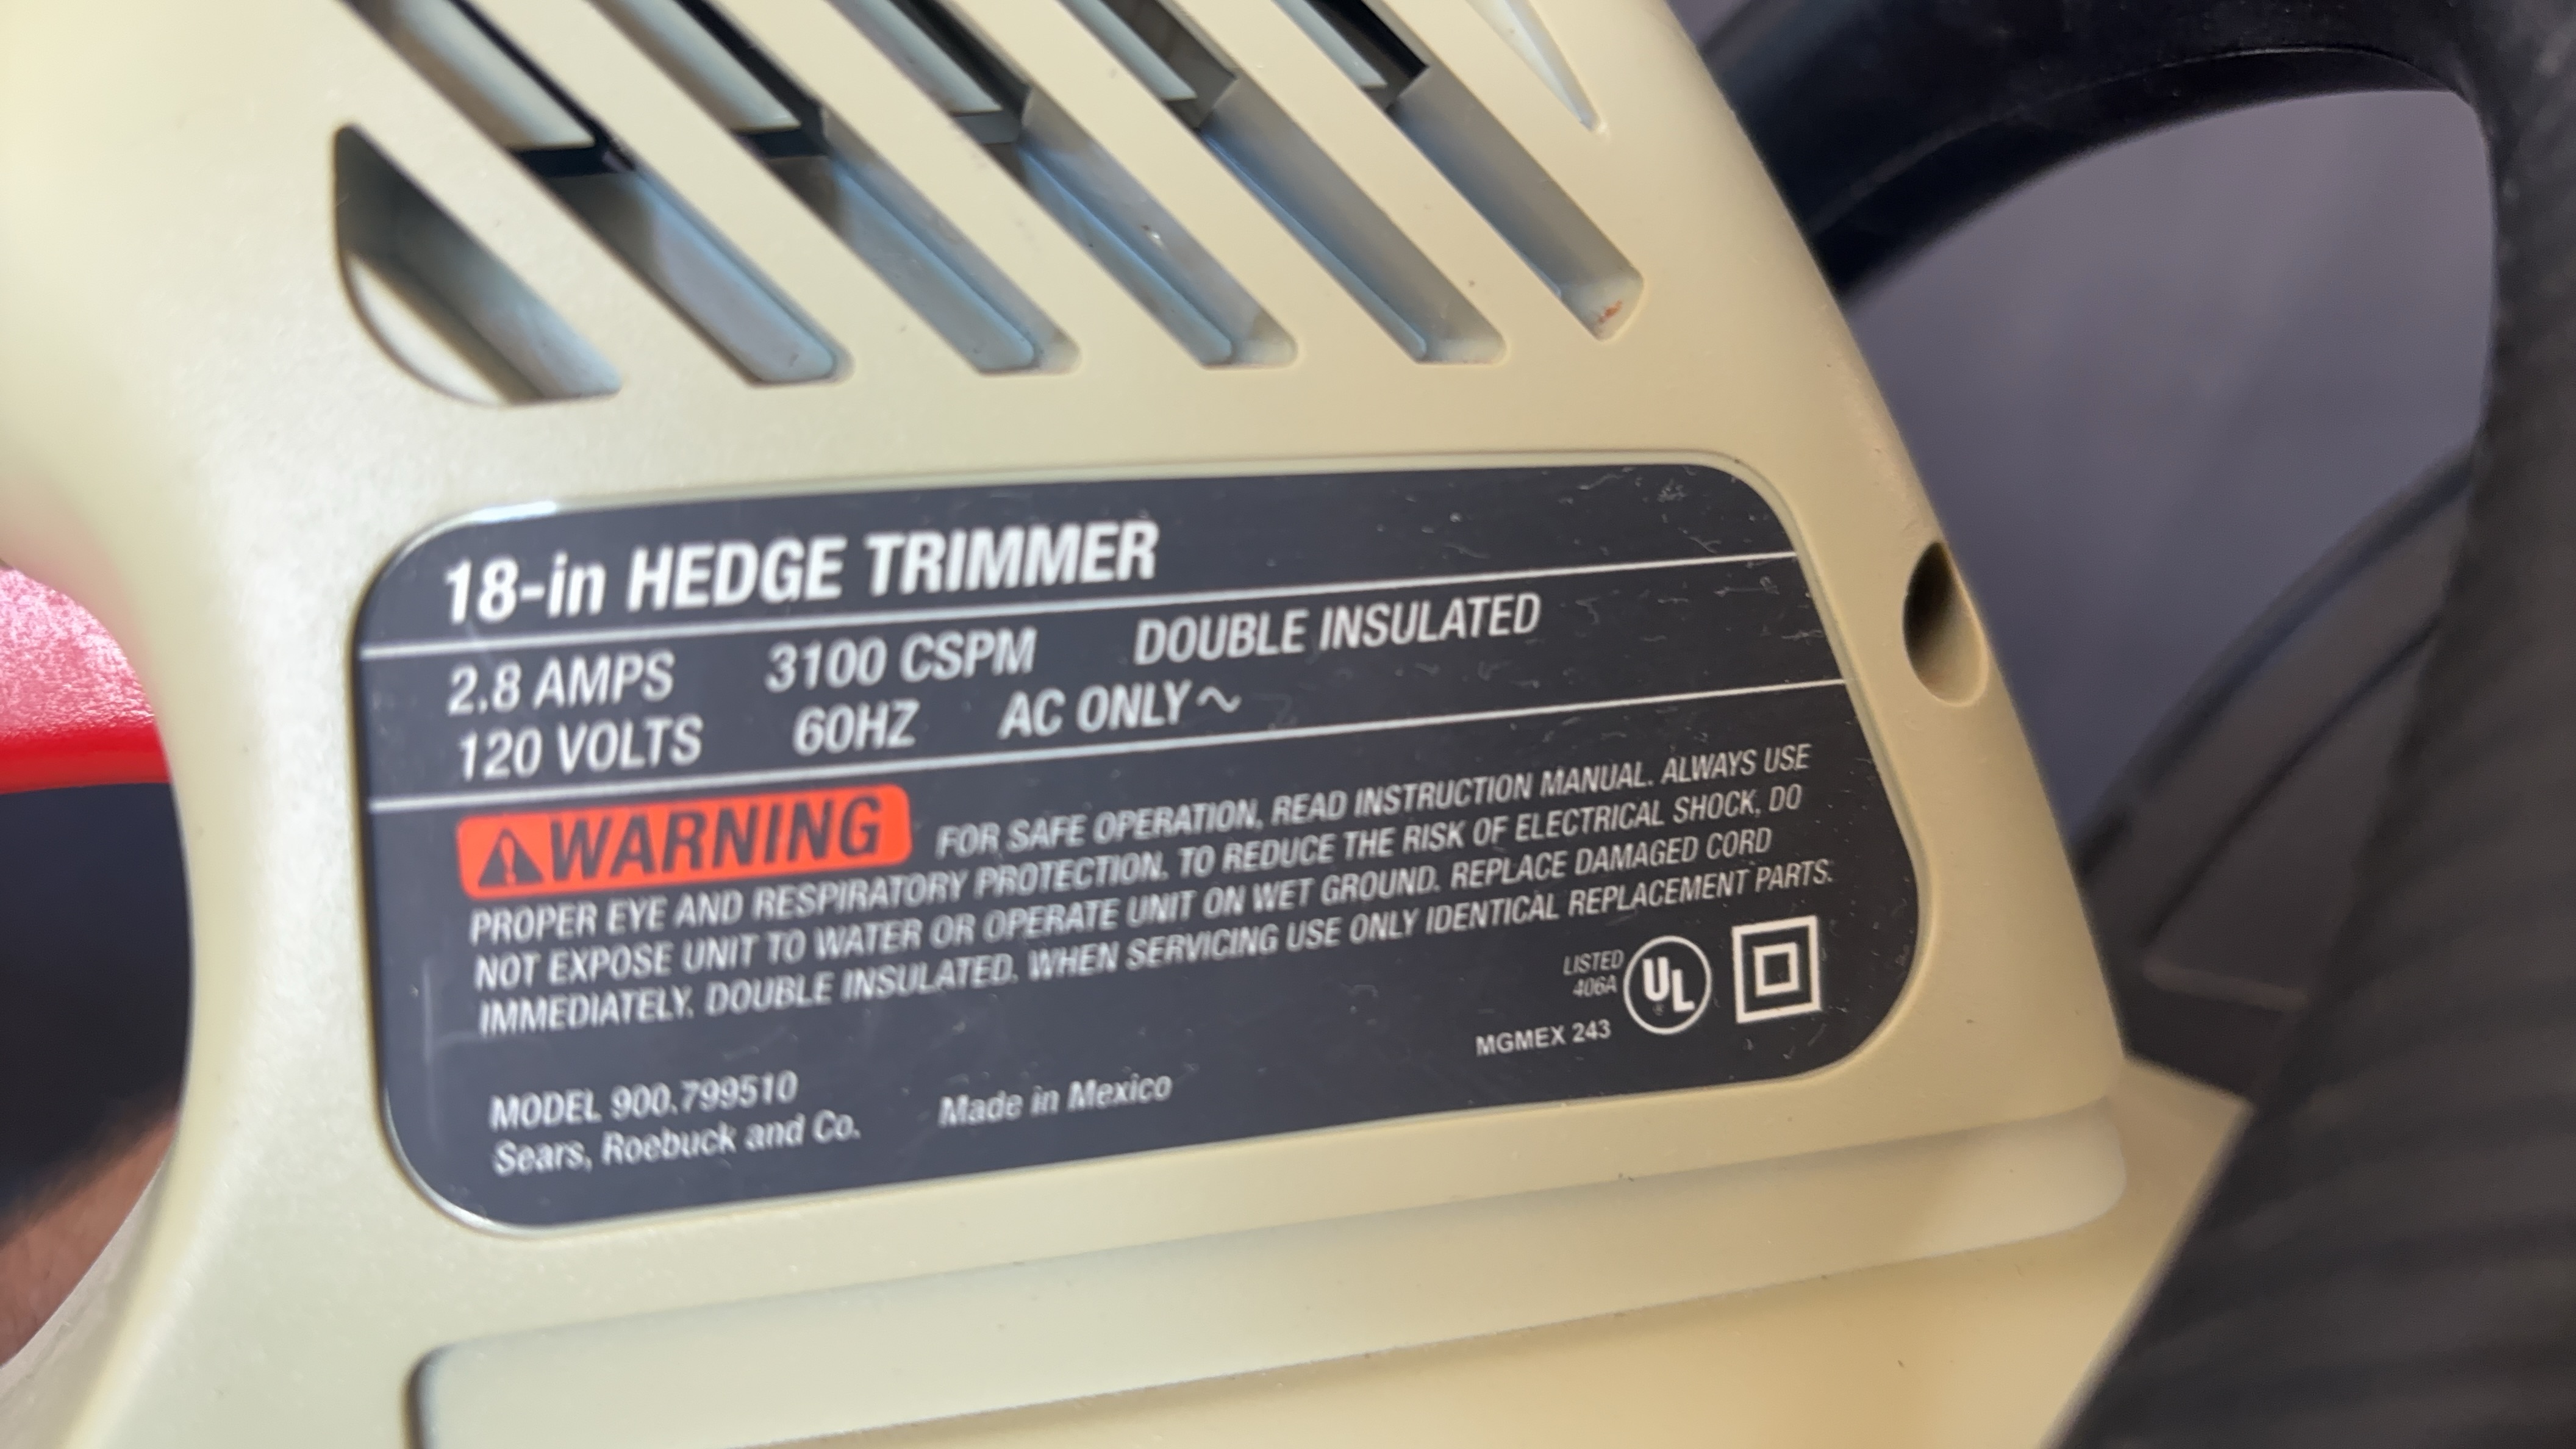 18-in HEDGE TRIMMER
2.8 AMPS 3100 CSPM DOUBLE INSULATED
120 VOLTS 60HZ AC ONLY ~
WARNING FOR SAFE OPERATION, READ INSTRUCTION MANUAL. ALWAYS USE
PROPER EYE AND RESPIRATORY PROTECTION. TO REDUCE THE RISK OF ELECTRICAL SHOCK, DO
NOT EXPOSE UNIT TO WATER OR OPERATE UNIT ON WET GROUND. REPLACE DAMAGED CORD
IMMEDIATELY. DOUBLE INSULATED. WHEN SERVICING USE ONLY IDENTICAL REPLACEMENT PARTS.
LISTED
406A
UL
MGMEX 243
MODEL 900.799510
Sears, Roebuck and Co. Made in Mexico